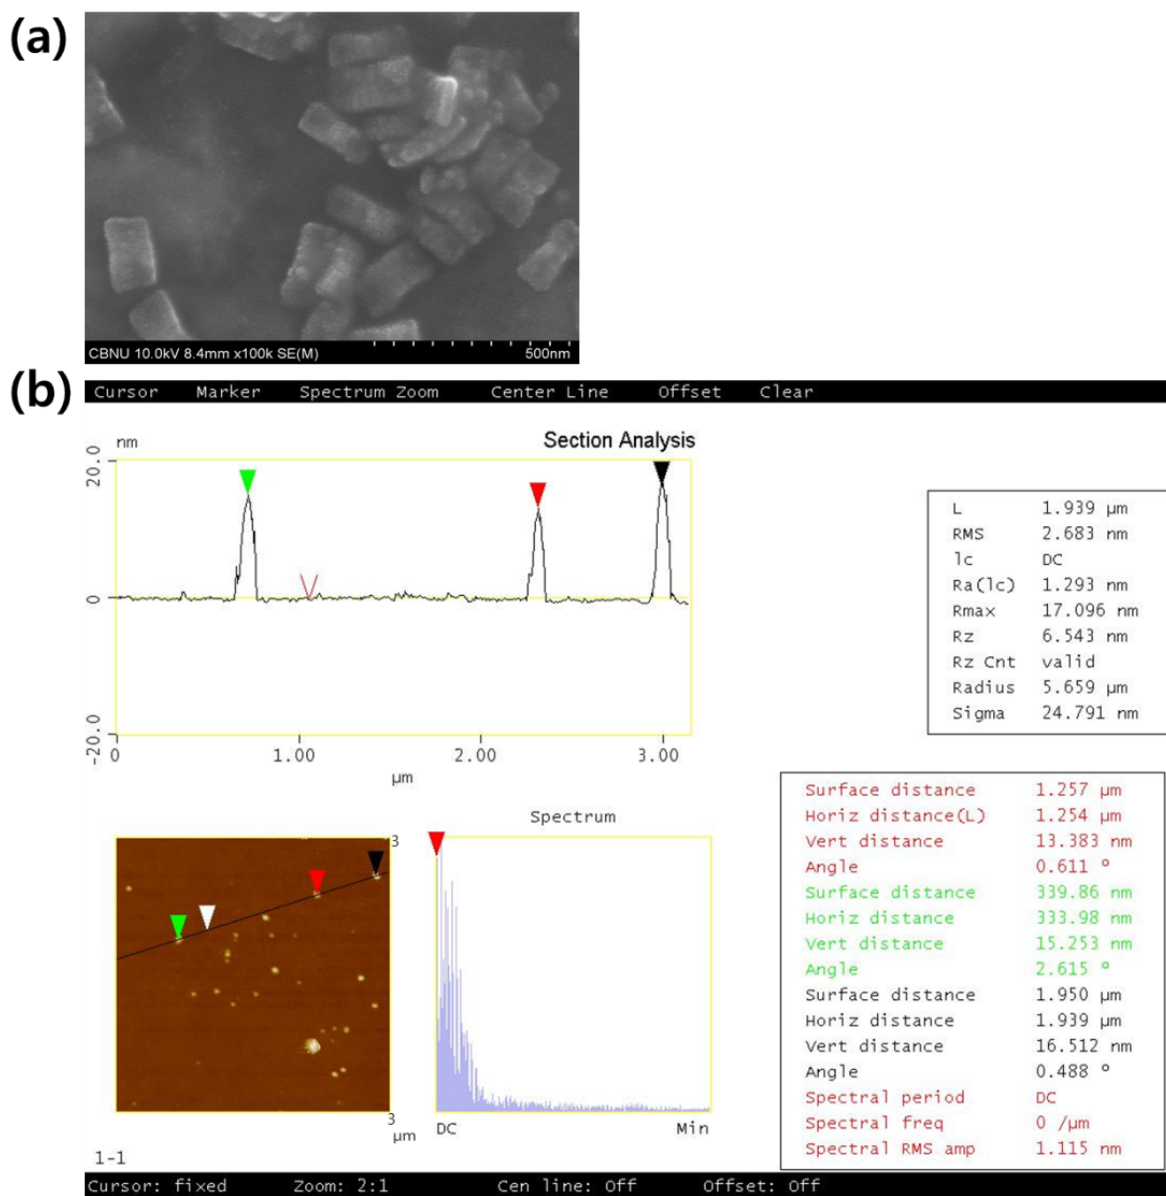 (a)
CBNU 10.0kV 8.4mm x100k SE(M)
500nm
(b)
Cursor Marker Spectrum Zoom Center Line Offset Clear
nm
Section Analysis
20.0
0
-20.0
0 1.00 2.00 3.00
µm
L 1.939 µm
RMS 2.683 nm
lc DC
Ra(lc) 1.293 nm
Rmax 17.096 nm
Rz 6.543 nm
Rz Cnt valid
Radius 5.659 µm
Sigma 24.791 nm
Surface distance 1.257 µm
Horiz distance(L) 1.254 µm
Vert distance 13.383 nm
Angle 0.611 °
Surface distance 339.86 nm
Horiz distance 333.98 nm
Vert distance 15.253 nm
Angle 2.615 °
Surface distance 1.950 µm
Horiz distance 1.939 µm
Vert distance 16.512 nm
Angle 0.488 °
Spectral period DC
Spectral freq 0 /µm
Spectral RMS amp 1.115 nm
3
3
µm
Spectrum
DC Min
1-1
Cursor: fixed Zoom: 2:1 Cen line: Off Offset: Off